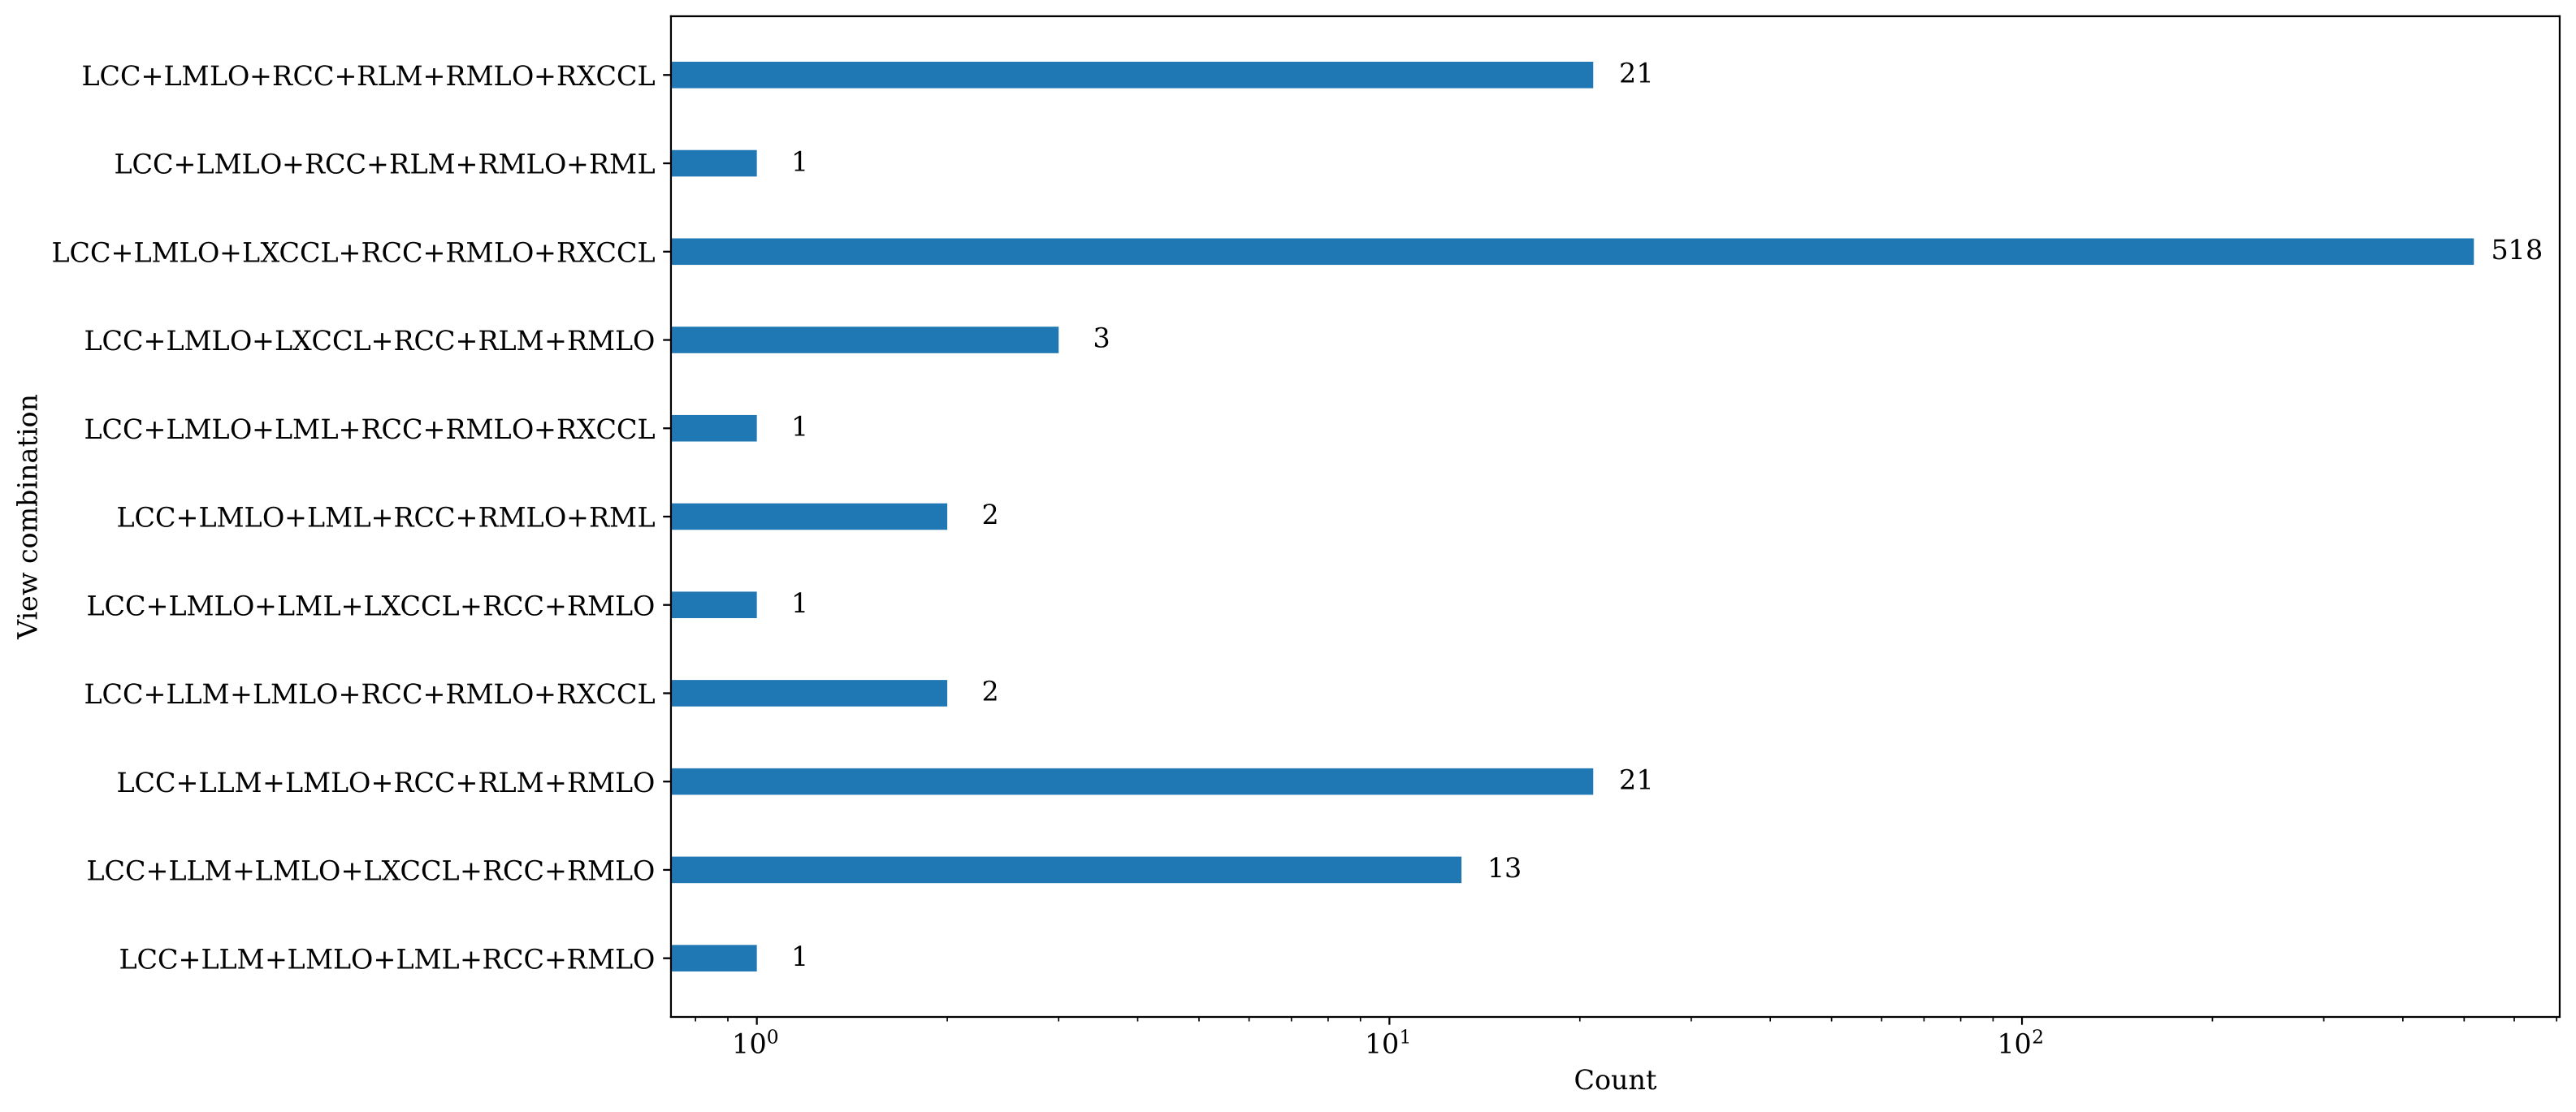 LCC+LMLO+RCC+RLM+RMLO+RXCCL 21
LCC+LMLO+RCC+RLM+RMLO+RML 1
LCC+LMLO+LXCCL+RCC+RMLO+RXCCL 518
LCC+LMLO+LXCCL+RCC+RLM+RMLO 3
LCC+LMLO+LML+RCC+RMLO+RXCCL 1
LCC+LMLO+LML+RCC+RMLO+RML 2
LCC+LMLO+LML+LXCCL+RCC+RMLO 1
LCC+LLM+LMLO+RCC+RMLO+RXCCL 2
LCC+LLM+LMLO+RCC+RLM+RMLO 21
LCC+LLM+LMLO+LXCCL+RCC+RMLO 13
LCC+LLM+LMLO+LML+RCC+RMLO 1
View combination
10⁰ 10¹ 10²
Count